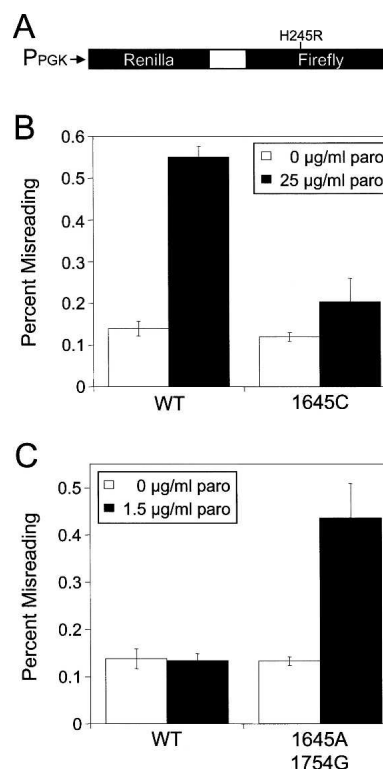 A
H245R
PPGK
Renilla
Firefly
B
0.6
0.5
0.4
0.3
0.2
0.1
0
Percent Misreading
0 µg/ml paro
25 µg/ml paro
WT
1645C
C
0.5
0.4
0.3
0.2
0.1
0
Percent Misreading
0 µg/ml paro
1.5 µg/ml paro
WT
1645A
1754G